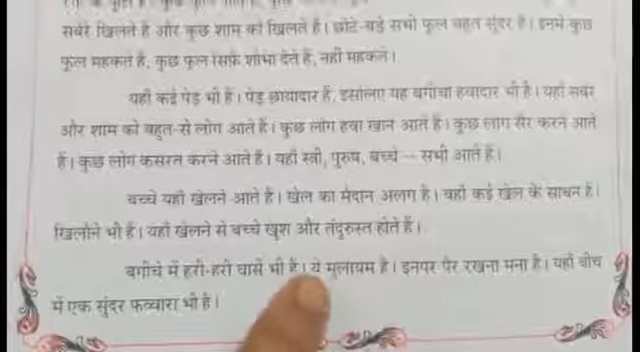 सबेरे खिलते हैं और कुछ शाम को खिलते हैं। छोटे-बड़े सभी फूल बहुत सुंदर हैं। इनमें कुछ
फूल महकते हैं, कुछ फूल सिर्फ़ शोभा देते हैं, नहीं महकते।
यहाँ कई पेड़ भी हैं। पेड़ छायादार हैं, इसलिए यह बगीचा हवादार भी है। यहाँ सबेरे
और शाम को बहुत-से लोग आते हैं। कुछ लोग हवा खाने आते हैं। कुछ लोग सैर करने आते
हैं। कुछ लोग कसरत करने आते हैं। यहाँ स्त्री, पुरुष, बच्चे -- सभी आते हैं।
बच्चे यहाँ खेलने आते हैं। खेल का मैदान अलग है। वहाँ कई खेल के साधन हैं।
खिलौने भी हैं। यहाँ खेलने से बच्चे खुश और तंदुरुस्त होते हैं।
बगीचे में हरी-हरी घासें भी हैं। ये मुलायम हैं। इनपर पैर रखना मना है। यहाँ बीच
में एक सुंदर फव्वारा भी है।